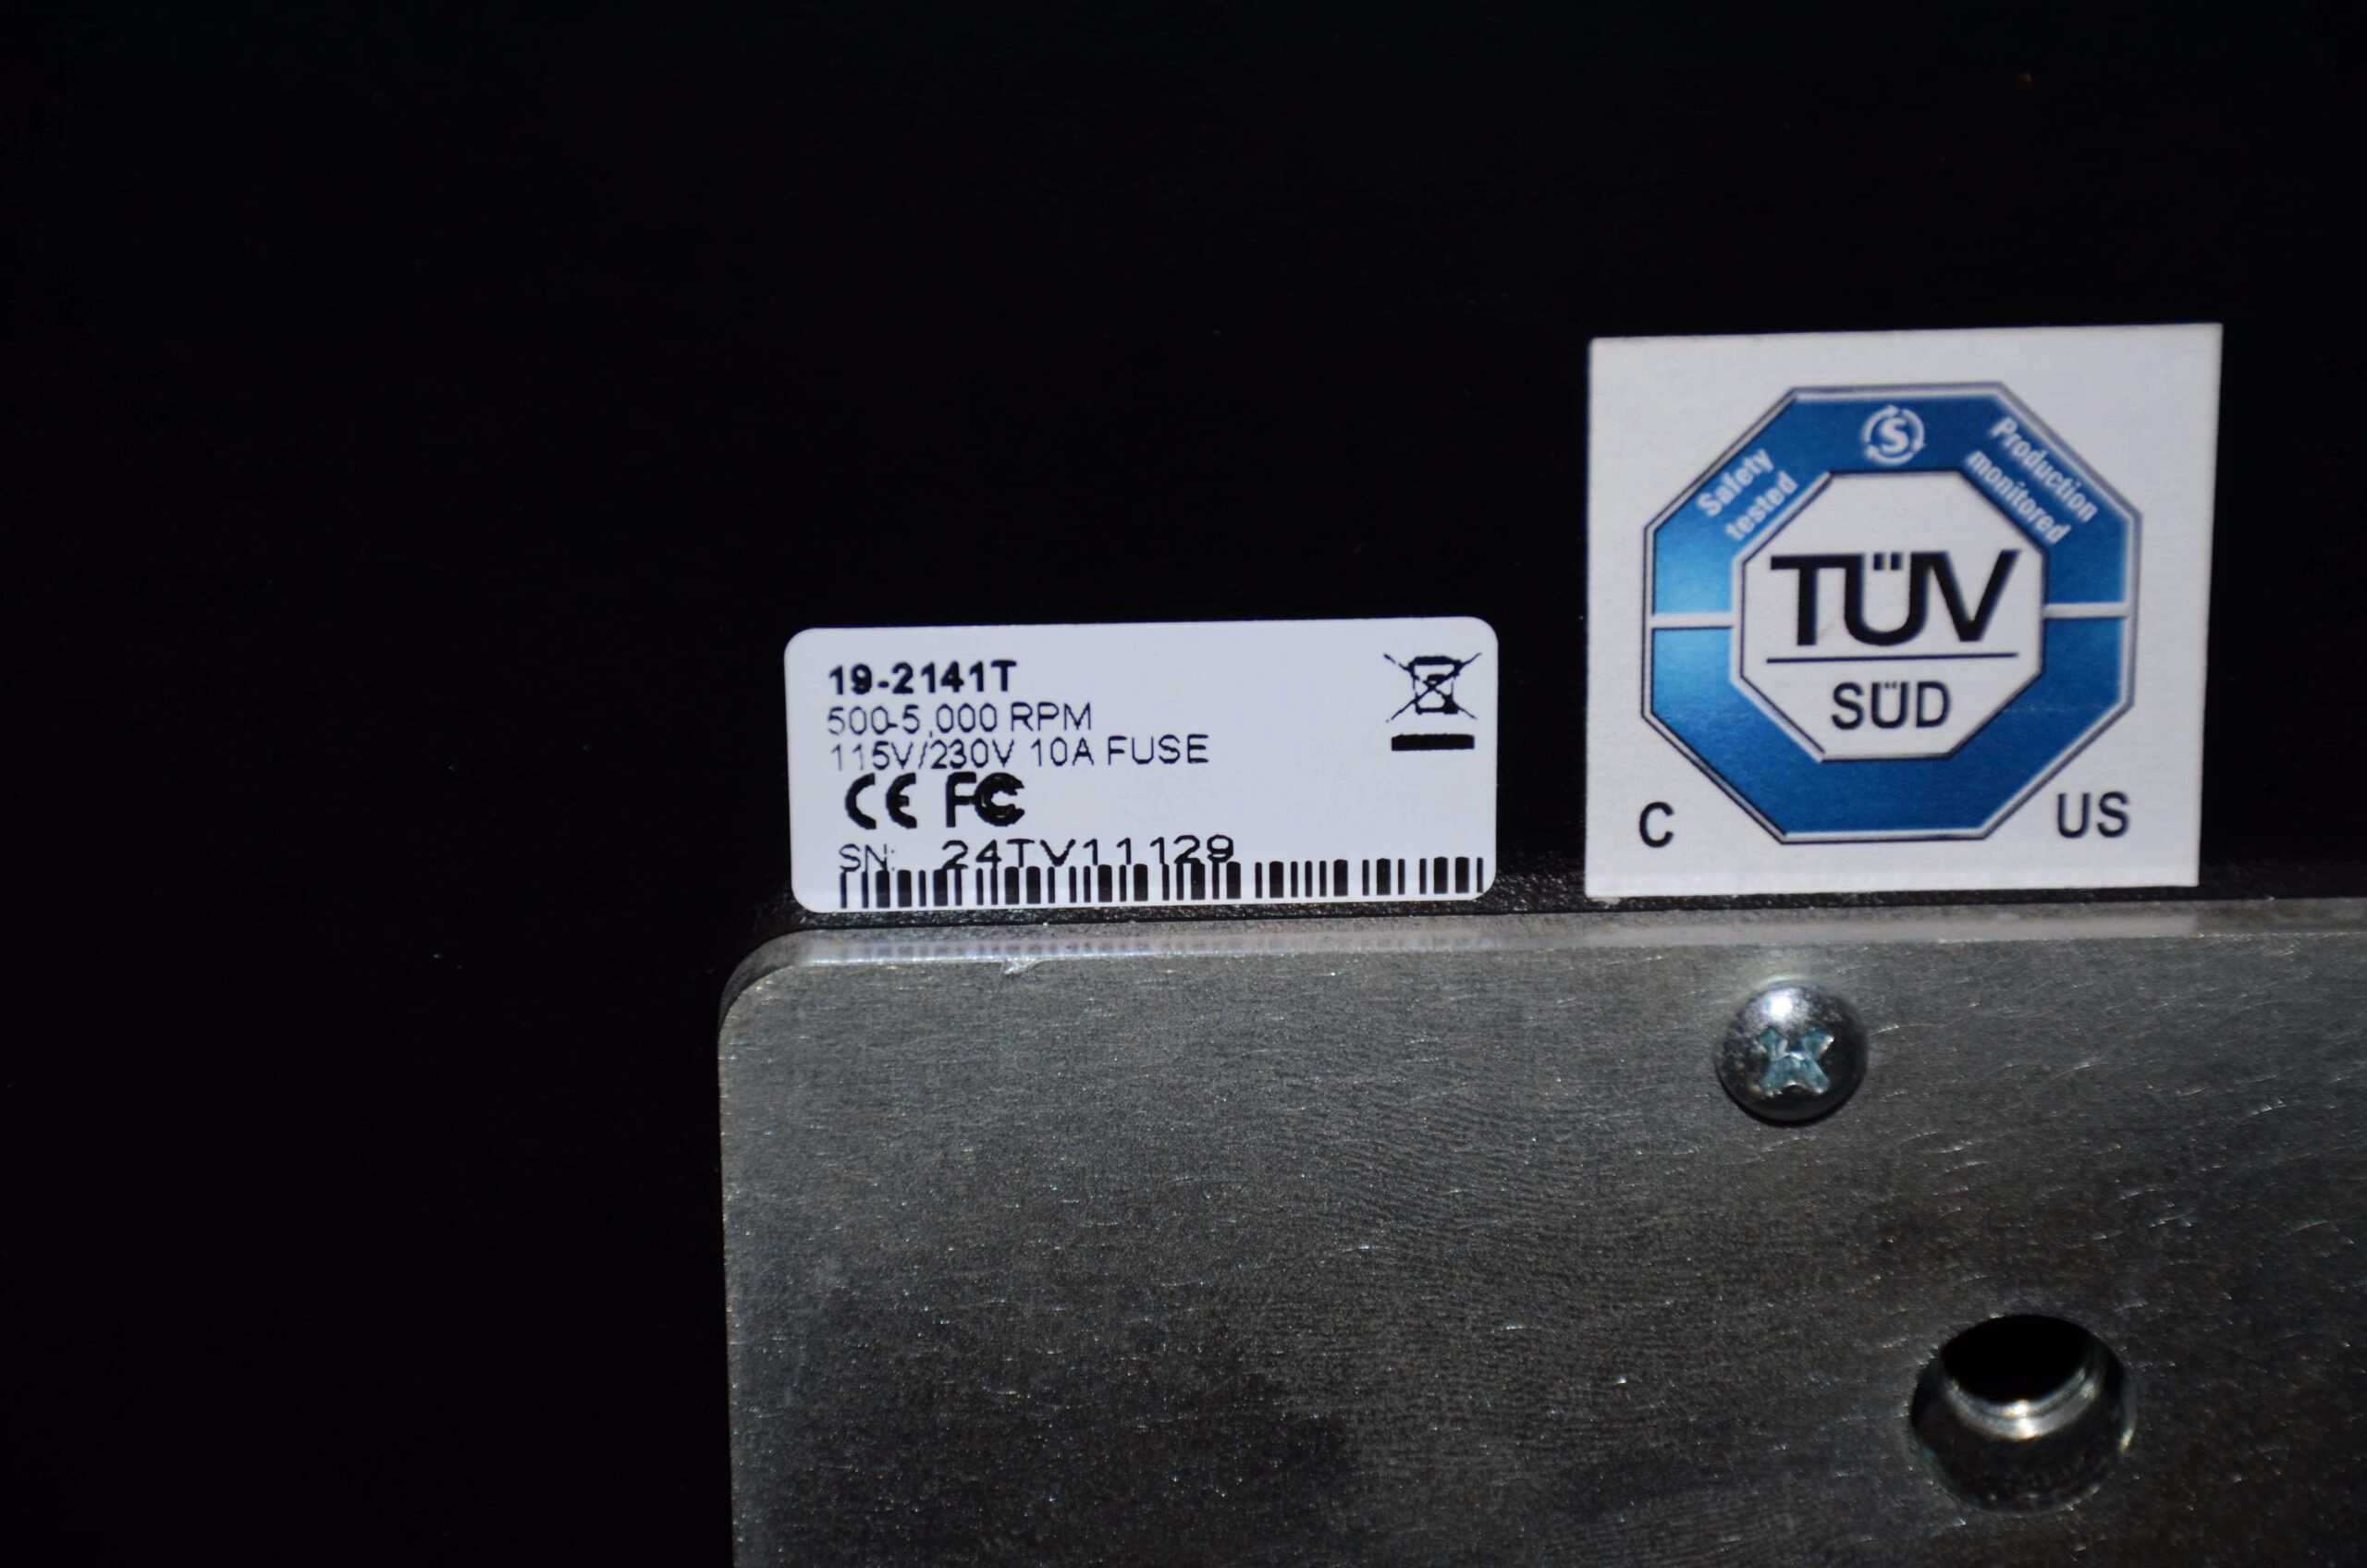 19-2141T
500-5,000 RPM
115V/230V 10A FUSE
CE FC
SN: 24TV11129
S
Safety
tested
Production
monitored
TÜV
SÜD
C
US